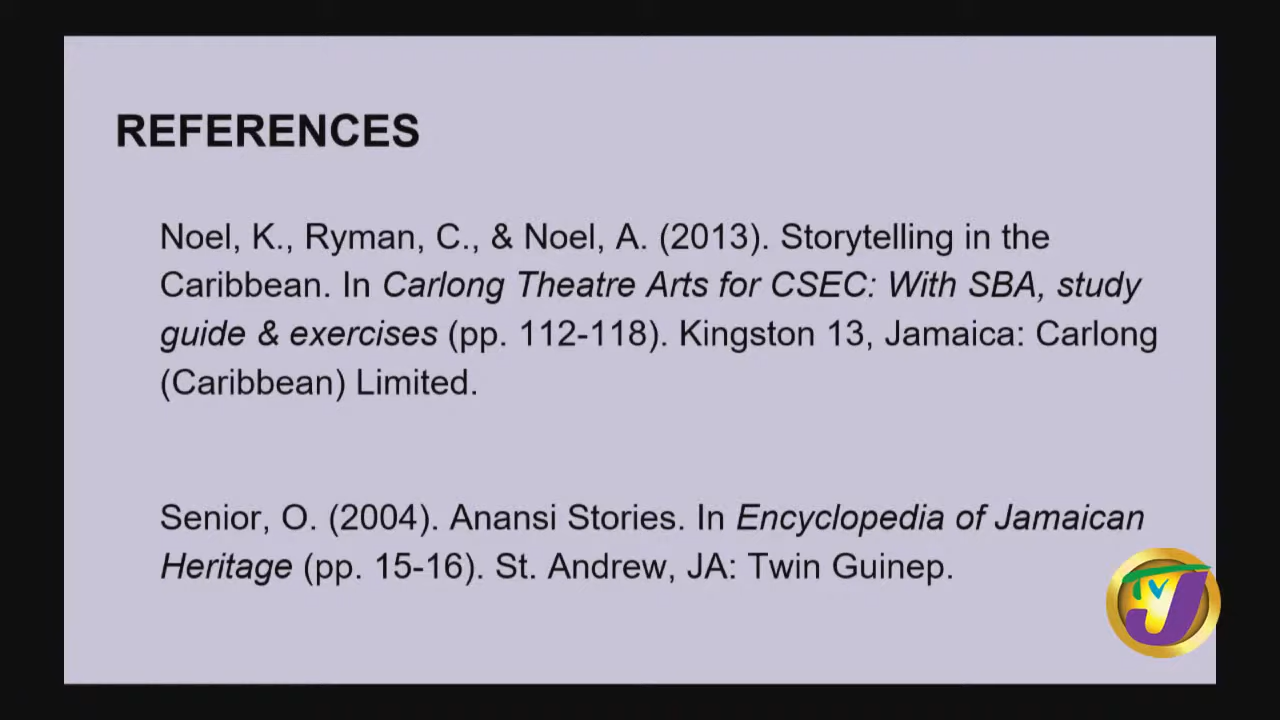 REFERENCES
Noel, K., Ryman, C., & Noel, A. (2013). Storytelling in the
Caribbean. In Carlong Theatre Arts for CSEC: With SBA, study
guide & exercises (pp. 112-118). Kingston 13, Jamaica: Carlong
(Caribbean) Limited.
Senior, O. (2004). Anansi Stories. In Encyclopedia of Jamaican
Heritage (pp. 15-16). St. Andrew, JA: Twin Guinep.
TVJ